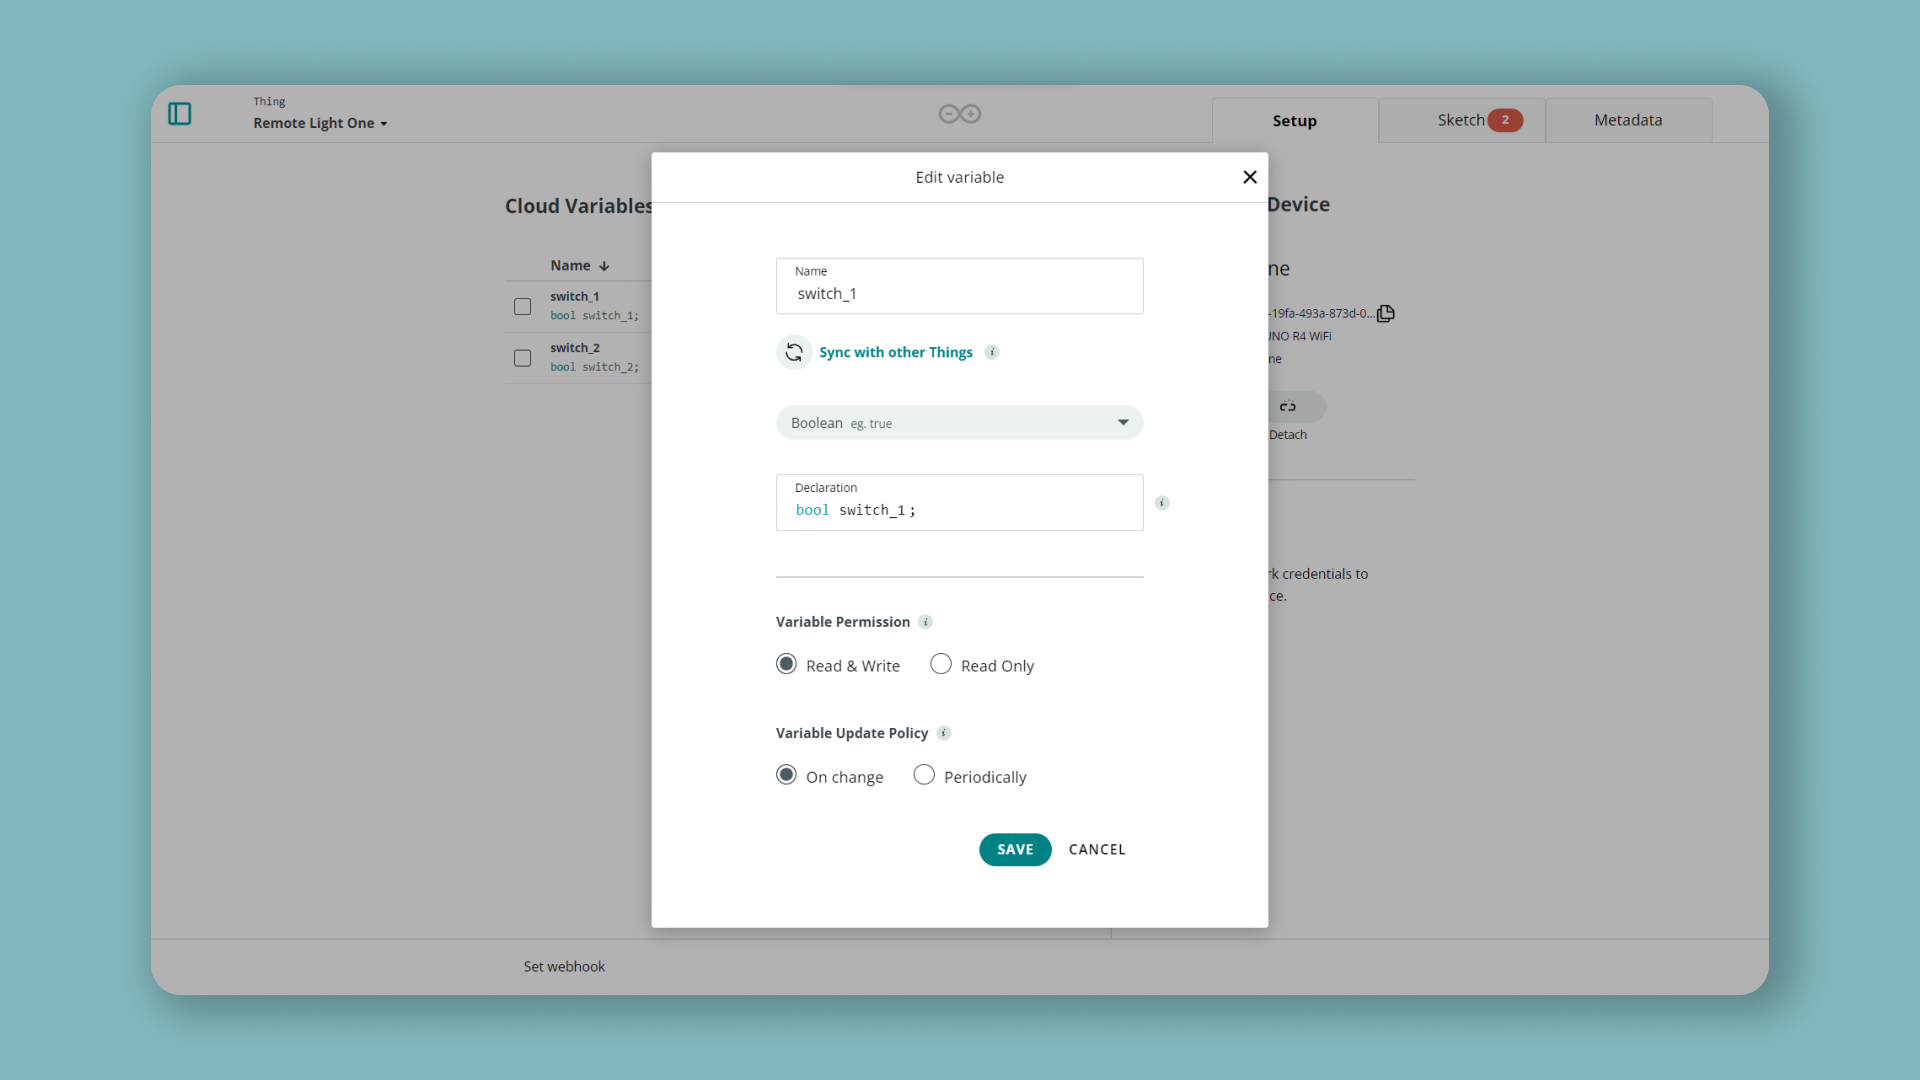 Thing
Remote Light One
Setup
Sketch 2
Metadata
Edit variable
Cloud Variables
Device
Name
switch_1
bool switch_1;
switch_2
bool switch_2;
Name
switch_1
Sync with other Things i
Boolean eg. true
Declaration
bool switch_1;
i
Variable Permission i
Read & Write
Read Only
Variable Update Policy i
On change
Periodically
SAVE
CANCEL
ne
-19fa-493a-873d-0...
UNO R4 WiFi
ne
Detach
rk credentials to
ce.
Set webhook